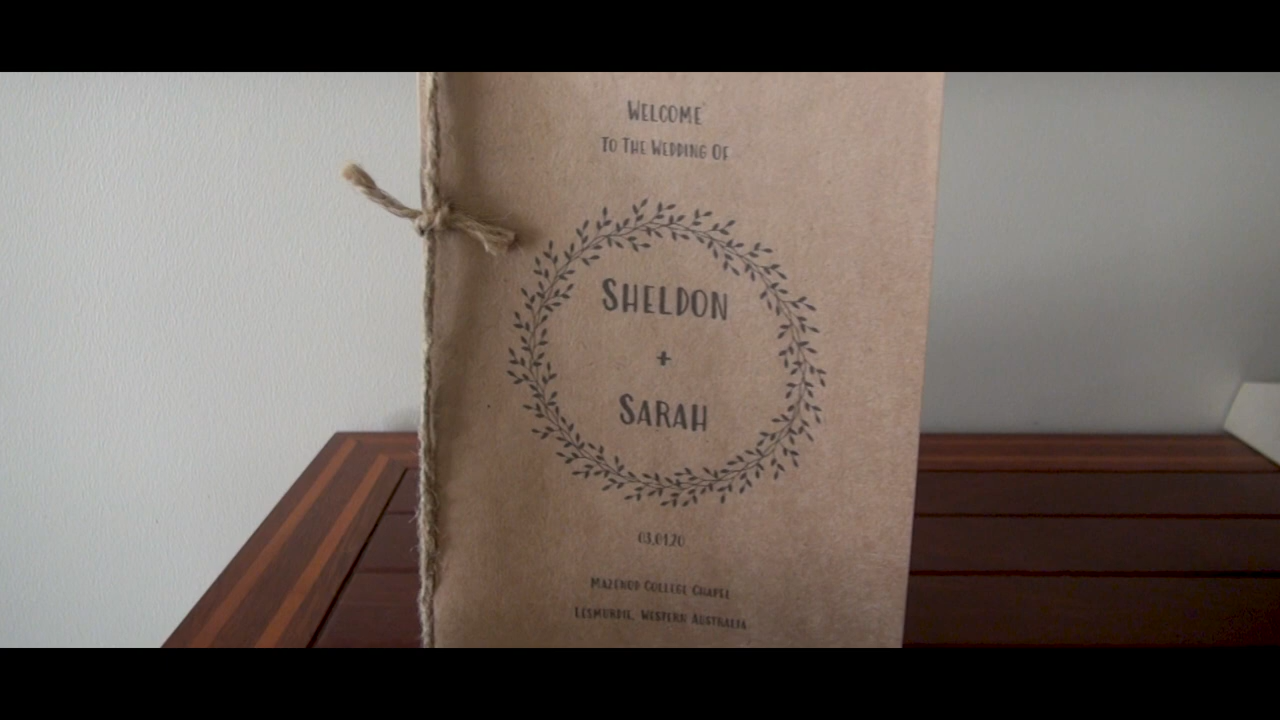 Welcome
To The Wedding Of
Sheldon
+
Sarah
03.01.20
Mazenod College Chapel
Lesmurdie, Western Australia